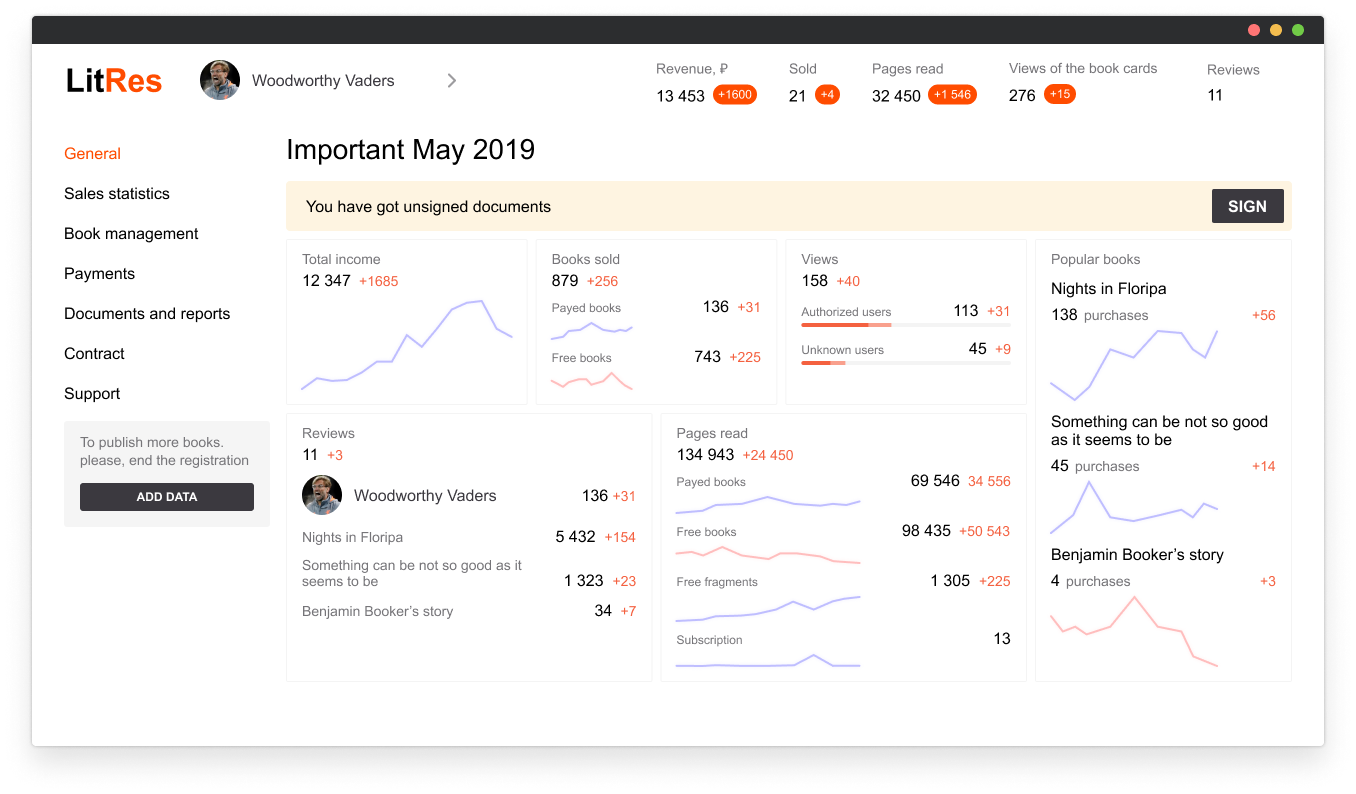 LitRes
Woodworthy Vaders
Revenue, ₽
13 453 +1600
Sold
21 +4
Pages read
32 450 +1 546
Views of the book cards
276 +15
Reviews
11
General
Sales statistics
Book management
Payments
Documents and reports
Contract
Support
To publish more books.
please, end the registration
ADD DATA
Important May 2019
You have got unsigned documents
SIGN
Total income
12 347 +1685
Books sold
879 +256
Payed books 136 +31
Free books 743 +225
Views
158 +40
Authorized users 113 +31
Unknown users 45 +9
Popular books
Nights in Floripa
138 purchases +56
Something can be not so good
as it seems to be
45 purchases +14
Benjamin Booker’s story
4 purchases +3
Reviews
11 +3
Woodworthy Vaders 136 +31
Nights in Floripa 5 432 +154
Something can be not so good as it
seems to be 1 323 +23
Benjamin Booker’s story 34 +7
Pages read
134 943 +24 450
Payed books 69 546 34 556
Free books 98 435 +50 543
Free fragments 1 305 +225
Subscription 13